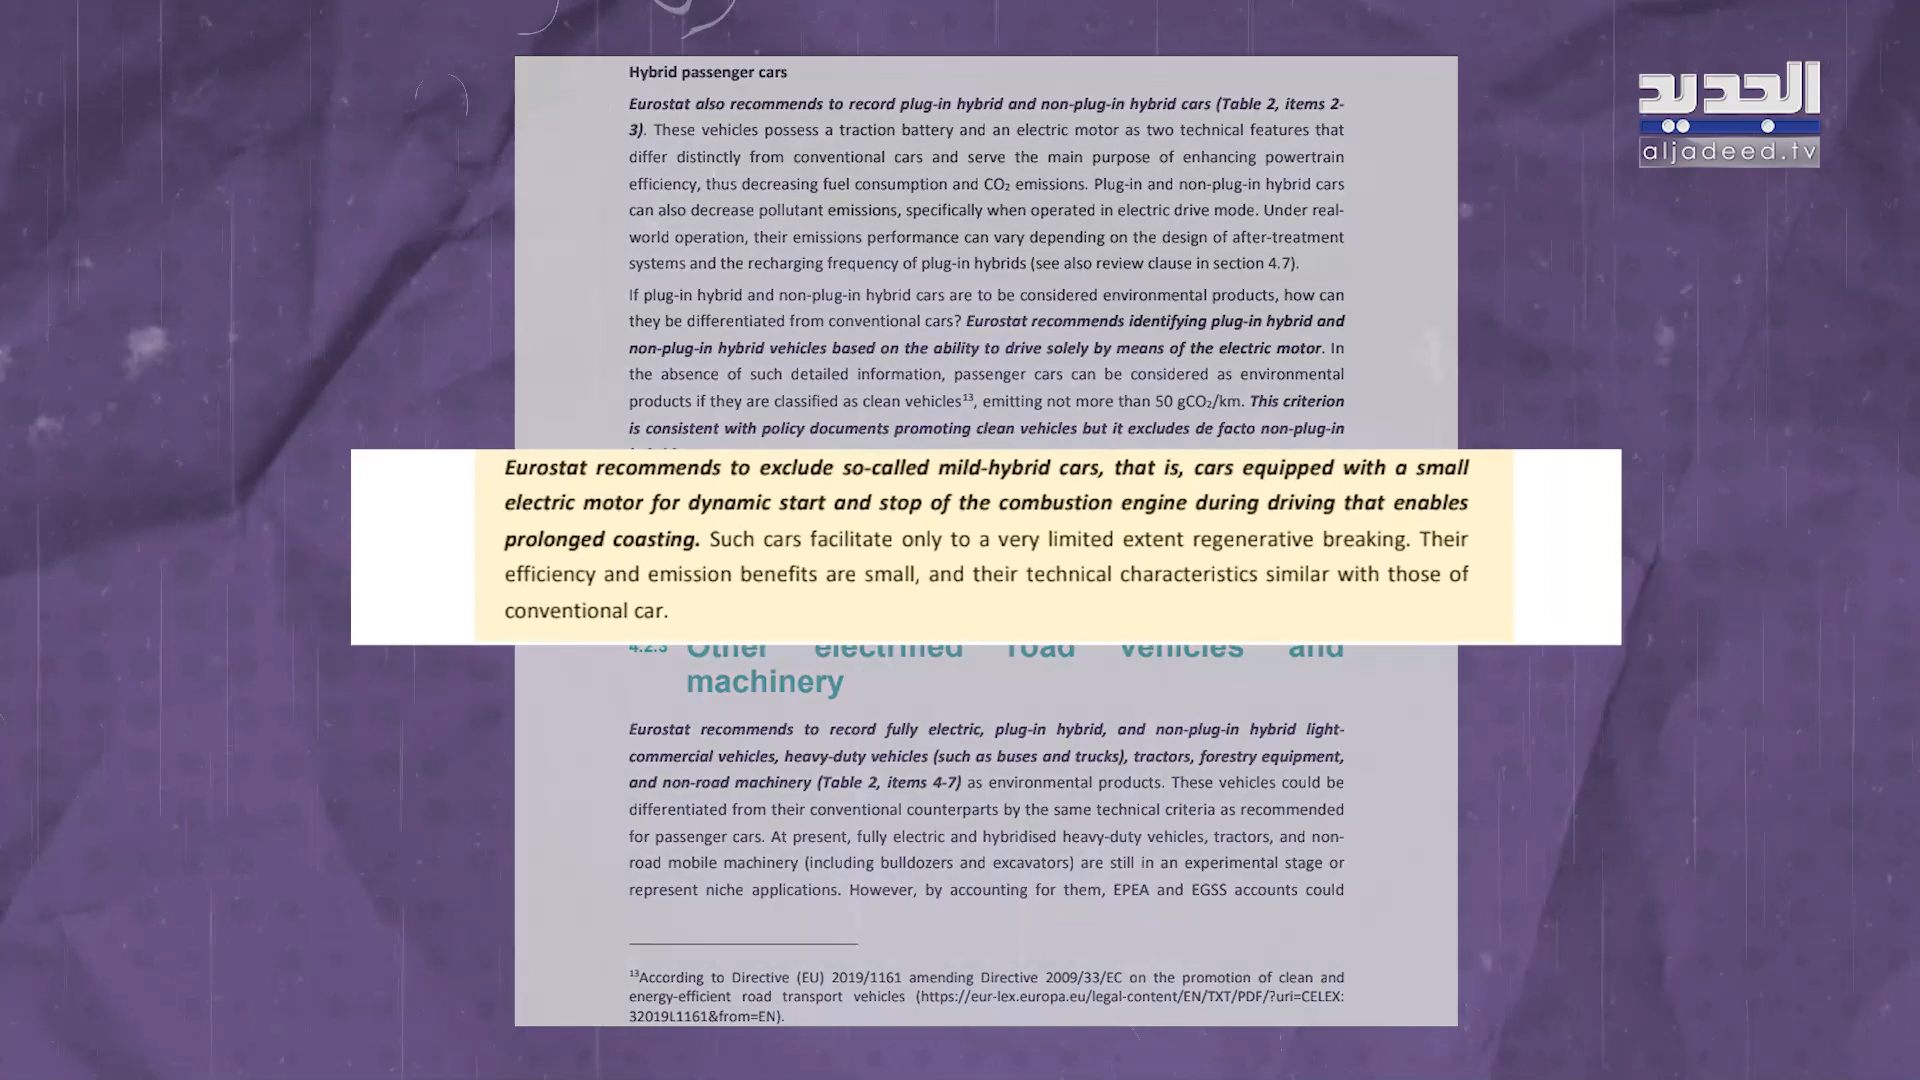 Hybrid passenger cars
Eurostat also recommends to record plug-in hybrid and non-plug-in hybrid cars (Table 2, items 2-
3). These vehicles possess a traction battery and an electric motor as two technical features that
differ distinctly from conventional cars and serve the main purpose of enhancing powertrain
efficiency, thus decreasing fuel consumption and CO₂ emissions. Plug-in and non-plug-in hybrid cars
can also decrease pollutant emissions, specifically when operated in electric drive mode. Under real-
world operation, their emissions performance can vary depending on the design of after-treatment
systems and the recharging frequency of plug-in hybrids (see also review clause in section 4.7).
If plug-in hybrid and non-plug-in hybrid cars are to be considered environmental products, how can
they be differentiated from conventional cars? Eurostat recommends identifying plug-in hybrid and
non-plug-in hybrid vehicles based on the ability to drive solely by means of the electric motor. In
the absence of such detailed information, passenger cars can be considered as environmental
products if they are classified as clean vehicles¹³, emitting not more than 50 gCO₂/km. This criterion
is consistent with policy documents promoting clean vehicles but it excludes de facto non-plug-in
Eurostat recommends to exclude so-called mild-hybrid cars, that is, cars equipped with a small
electric motor for dynamic start and stop of the combustion engine during driving that enables
prolonged coasting. Such cars facilitate only to a very limited extent regenerative breaking. Their
efficiency and emission benefits are small, and their technical characteristics similar with those of
conventional car.
4.2.3 Other electrified road vehicles and
machinery
Eurostat recommends to record fully electric, plug-in hybrid, and non-plug-in hybrid light-
commercial vehicles, heavy-duty vehicles (such as buses and trucks), tractors, forestry equipment,
and non-road machinery (Table 2, items 4-7) as environmental products. These vehicles could be
differentiated from their conventional counterparts by the same technical criteria as recommended
for passenger cars. At present, fully electric and hybridised heavy-duty vehicles, tractors, and non-
road mobile machinery (including bulldozers and excavators) are still in an experimental stage or
represent niche applications. However, by accounting for them, EPEA and EGSS accounts could
¹³According to Directive (EU) 2019/1161 amending Directive 2009/33/EC on the promotion of clean and
energy-efficient road transport vehicles (https://eur-lex.europa.eu/legal-content/EN/TXT/PDF/?uri=CELEX:
32019L1161&from=EN).
الجديد
aljadeed.tv